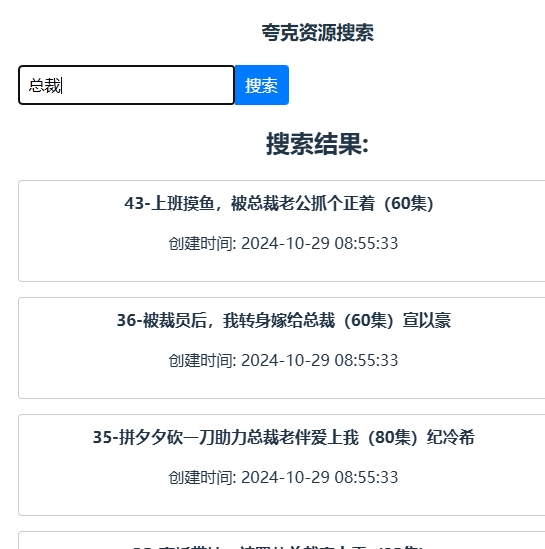 夸克资源搜索
总裁
搜索
搜索结果:
43-上班摸鱼，被总裁老公抓个正着（60集）
创建时间: 2024-10-29 08:55:33
36-被裁员后，我转身嫁给总裁（60集）宣以豪
创建时间: 2024-10-29 08:55:33
35-拼夕夕砍一刀助力总裁老伴爱上我（80集）纪冷希
创建时间: 2024-10-29 08:55:33